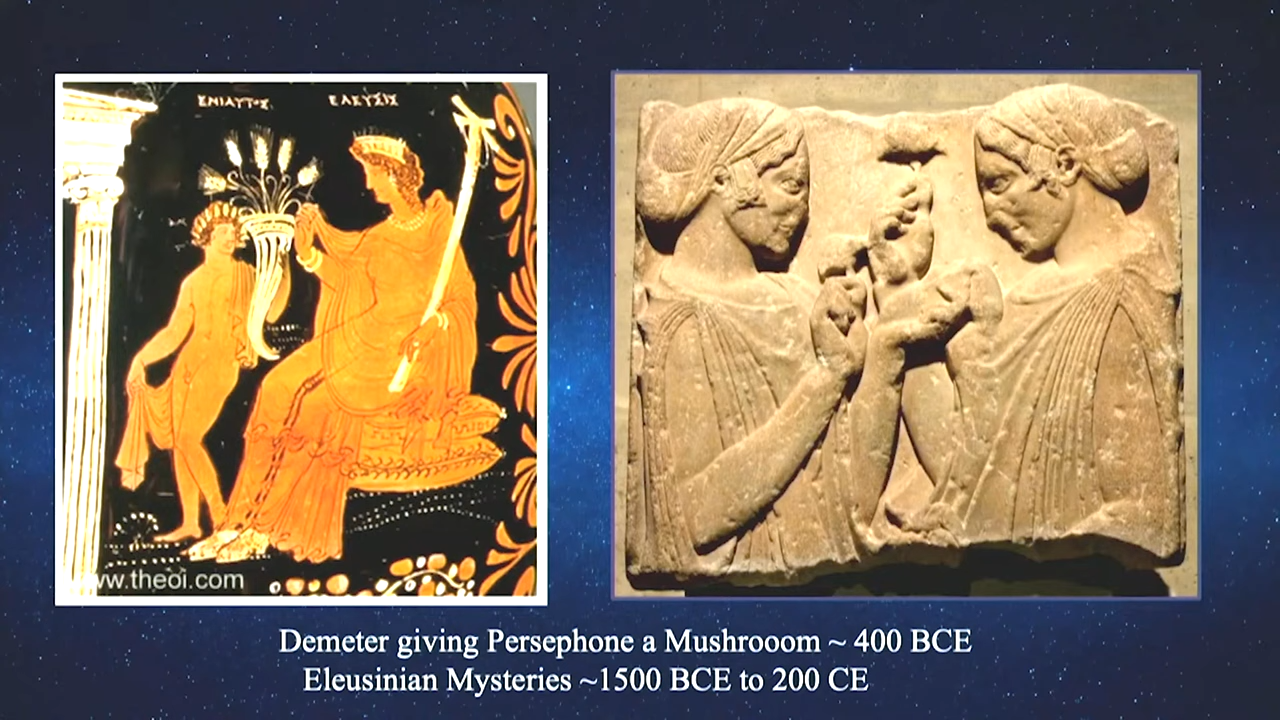 ΕΝΙΑΥΤΟΣ ΕΛΕΥΣΙΣ
www.theoi.com
Demeter giving Persephone a Mushrooom ~ 400 BCE
Eleusinian Mysteries ~1500 BCE to 200 CE